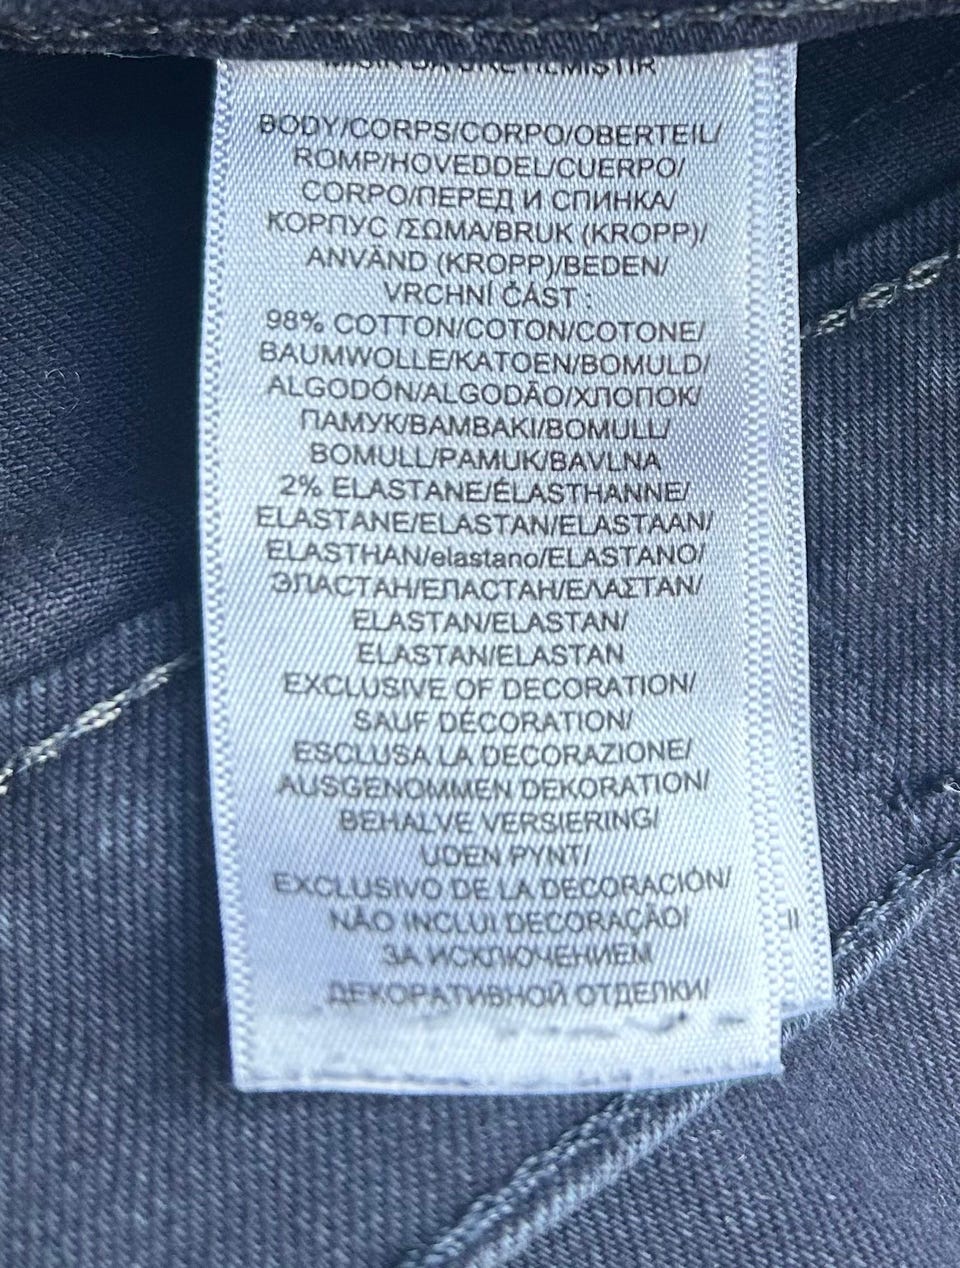 BODY/CORPS/CORPO/OBERTEIL/
ROMP/HOVEDDEL/CUERPO/
CORPO/ПЕРЕД И СПИНКА/
КОРПУС /ΣΩΜΑ/BRUK (KROPP)/
ANVÄND (KROPP)/BEDEN/
VRCHNÍ ČÁST :
98% COTTON/COTON/COTONE/
BAUMWOLLE/KATOEN/BOMULD/
ALGODÓN/ALGODÃO/ХЛОПОК/
ПАМУК/ΒΑΜΒΑΚΙ/BOMULL/
BOMULL/PAMUK/BAVLNA
2% ELASTANE/ÉLASTHANNE/
ELASTANE/ELASTAN/ELASTAAN/
ELASTHAN/elastano/ELASTANO/
ЭЛАСТАН/ЕЛАСТАН/ΕΛΑΣΤΑΝ/
ELASTAN/ELASTAN/
ELASTAN/ELASTAN
EXCLUSIVE OF DECORATION/
SAUF DÉCORATION/
ESCLUSA LA DECORAZIONE/
AUSGENOMMEN DEKORATION/
BEHALVE VERSIERING/
UDEN PYNT/
EXCLUSIVO DE LA DECORACIÓN/
NÃO INCLUI DECORAÇÃO/
ЗА ИСКЛЮЧЕНИЕМ
ДЕКОРАТИВНОЙ ОТДЕЛКИ/